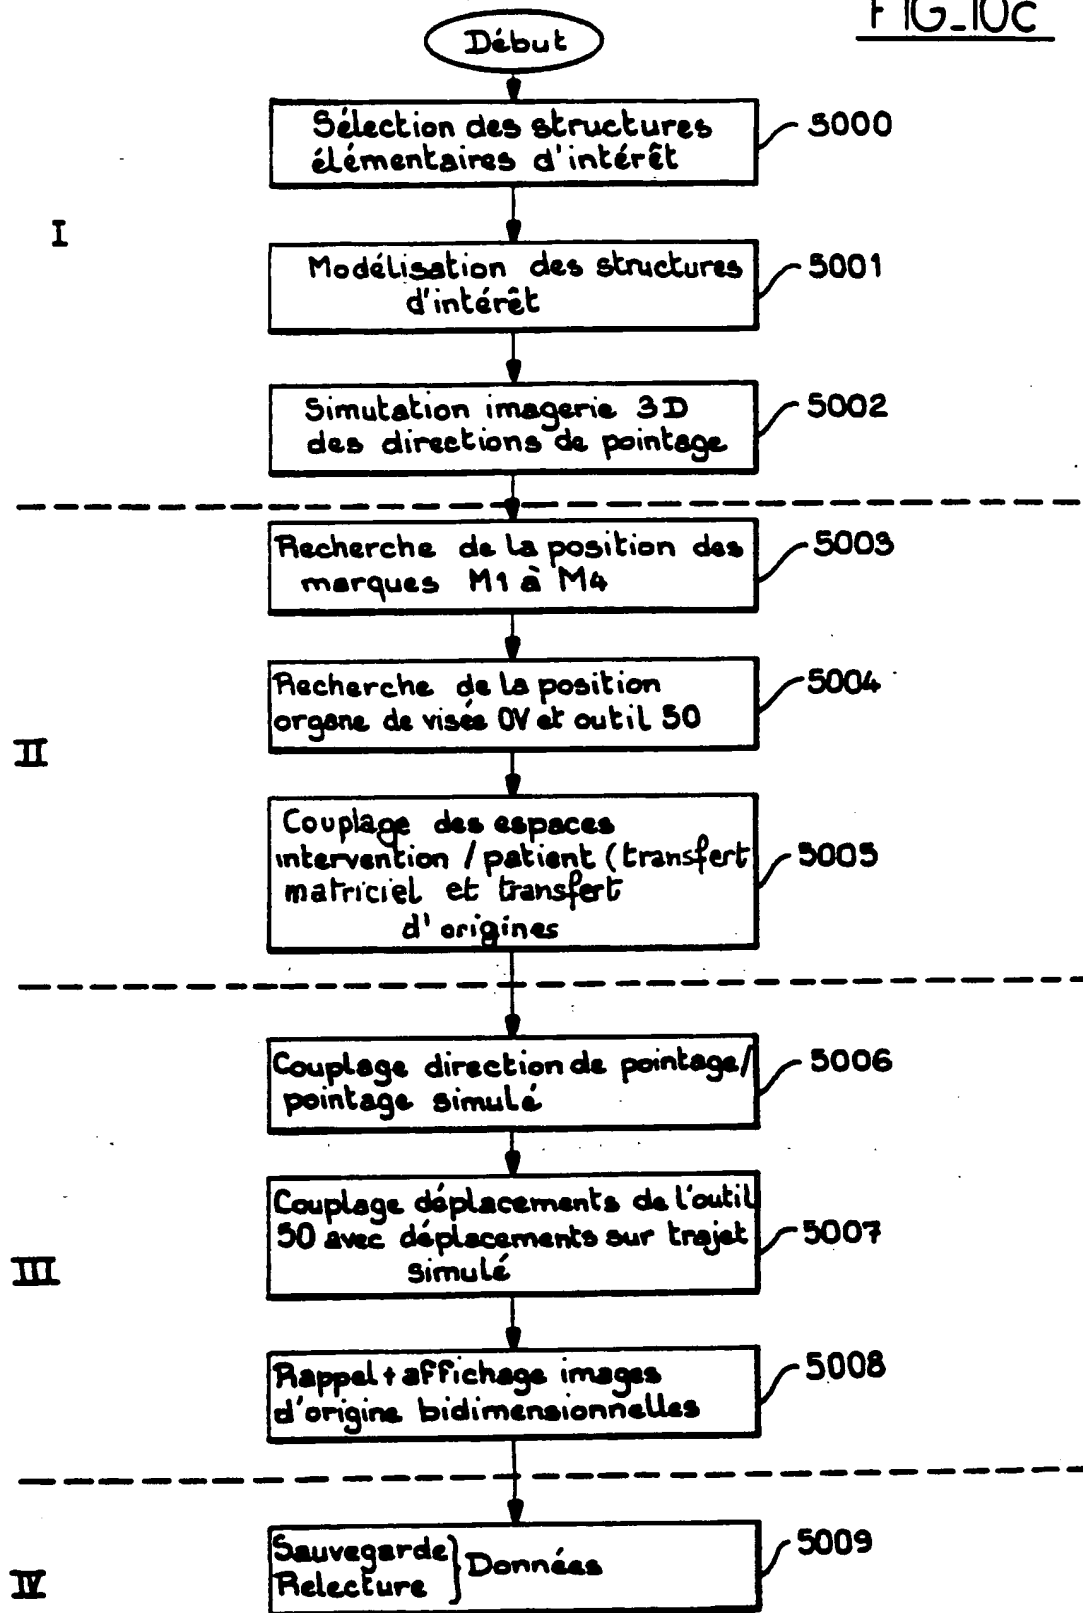 FIG_10c
Début
Sélection des structures
élémentaires d'intérêt
5000
I
Modélisation des structures
d'intérêt
5001
Simutation imagerie 3D
des directions de pointage
5002
Recherche de la position des
marques M1 à M4
5003
Recherche de la position
organe de visée OV et outil 50
5004
II
Couplage des espaces
intervention / patient (transfert
matriciel et transfert
d'origines
5005
Couplage direction de pointage/
pointage simulé
5006
Couplage déplacements de l'outil
50 avec déplacements sur trajet
simulé
5007
III
Rappel+affichage images
d'origine bidimensionnelles
5008
Sauvegarde
Relecture } Données
5009
IV